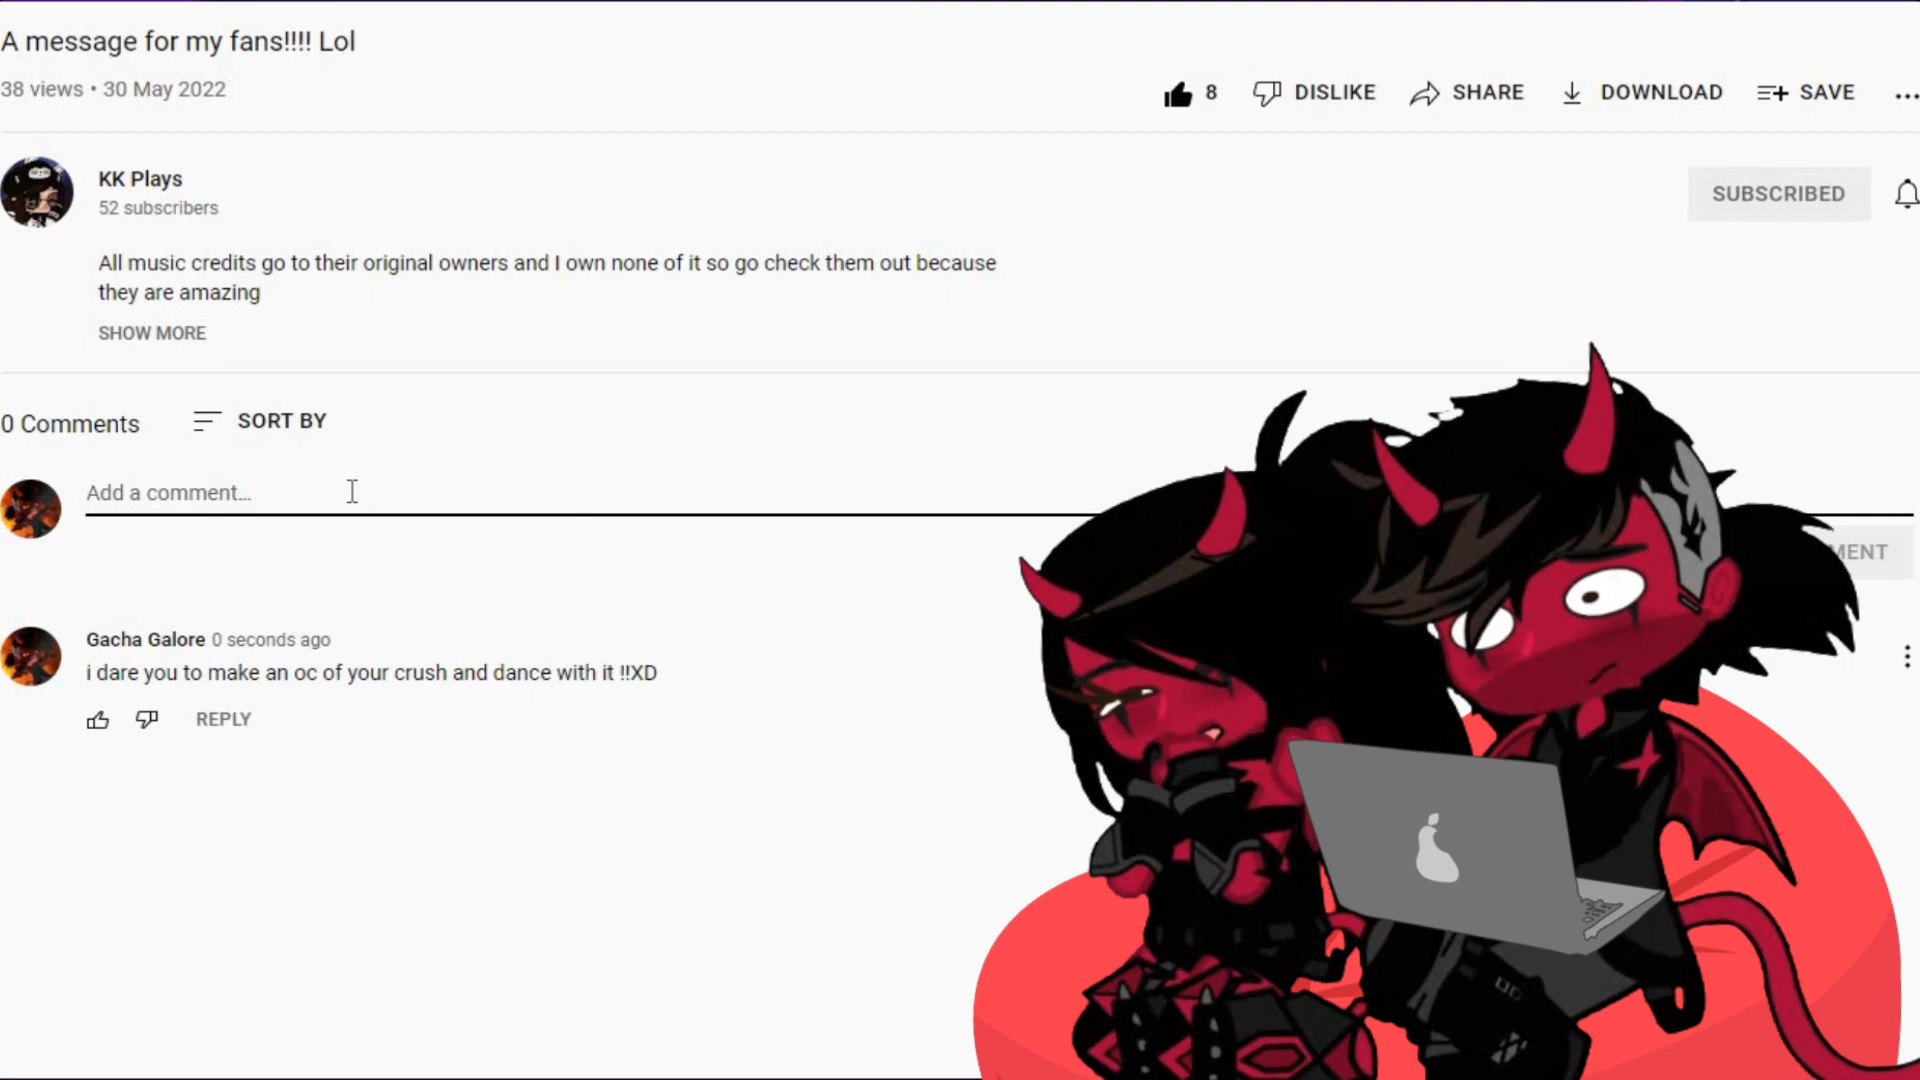 A message for my fans!!!! Lol
38 views • 30 May 2022
8 DISLIKE SHARE DOWNLOAD SAVE ...
KK Plays
52 subscribers
SUBSCRIBED
All music credits go to their original owners and I own none of it so go check them out because
they are amazing
SHOW MORE
0 Comments SORT BY
Add a comment...
MENT
Gacha Galore 0 seconds ago
i dare you to make an oc of your crush and dance with it !!XD
REPLY